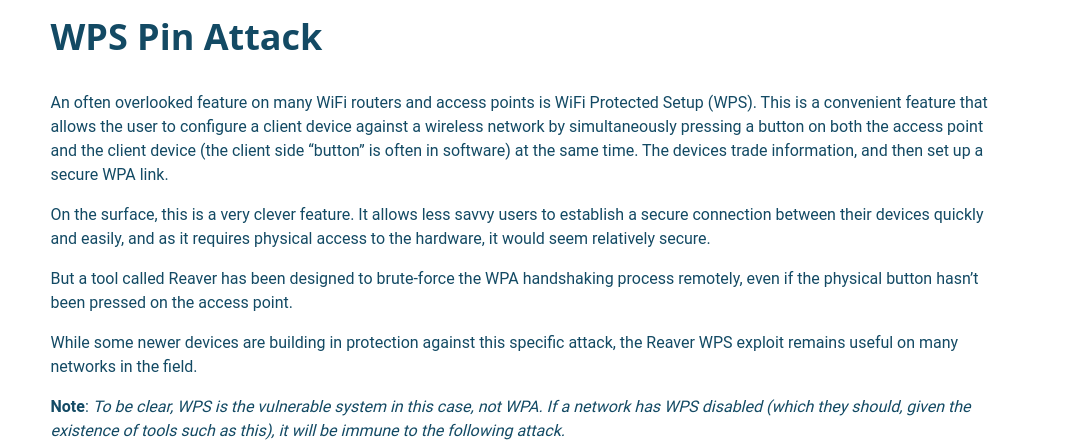 WPS Pin Attack
An often overlooked feature on many WiFi routers and access points is WiFi Protected Setup (WPS). This is a convenient feature that
allows the user to configure a client device against a wireless network by simultaneously pressing a button on both the access point
and the client device (the client side “button” is often in software) at the same time. The devices trade information, and then set up a
secure WPA link.
On the surface, this is a very clever feature. It allows less savvy users to establish a secure connection between their devices quickly
and easily, and as it requires physical access to the hardware, it would seem relatively secure.
But a tool called Reaver has been designed to brute-force the WPA handshaking process remotely, even if the physical button hasn’t
been pressed on the access point.
While some newer devices are building in protection against this specific attack, the Reaver WPS exploit remains useful on many
networks in the field.
Note: To be clear, WPS is the vulnerable system in this case, not WPA. If a network has WPS disabled (which they should, given the
existence of tools such as this), it will be immune to the following attack.